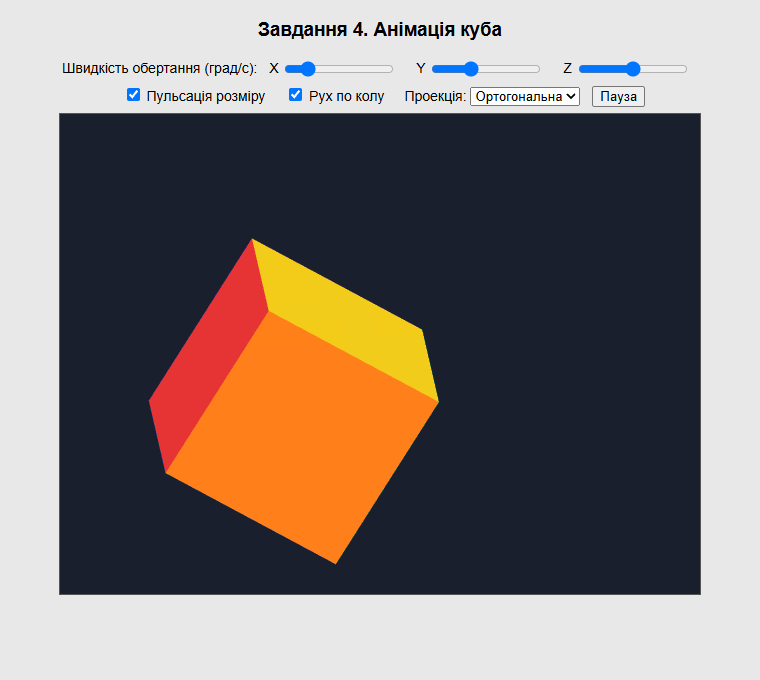 Завдання 4. Анімація куба
Швидкість обертання (град/с): X Y Z
Пульсація розміру Рух по колу Проекція: Ортогональна Пауза